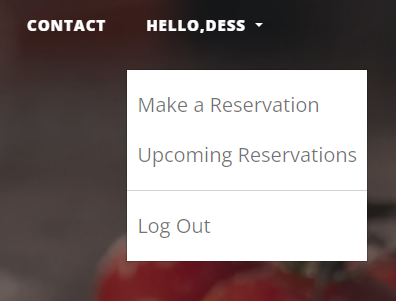 CONTACT HELLO,DESS
Make a Reservation
Upcoming Reservations
Log Out